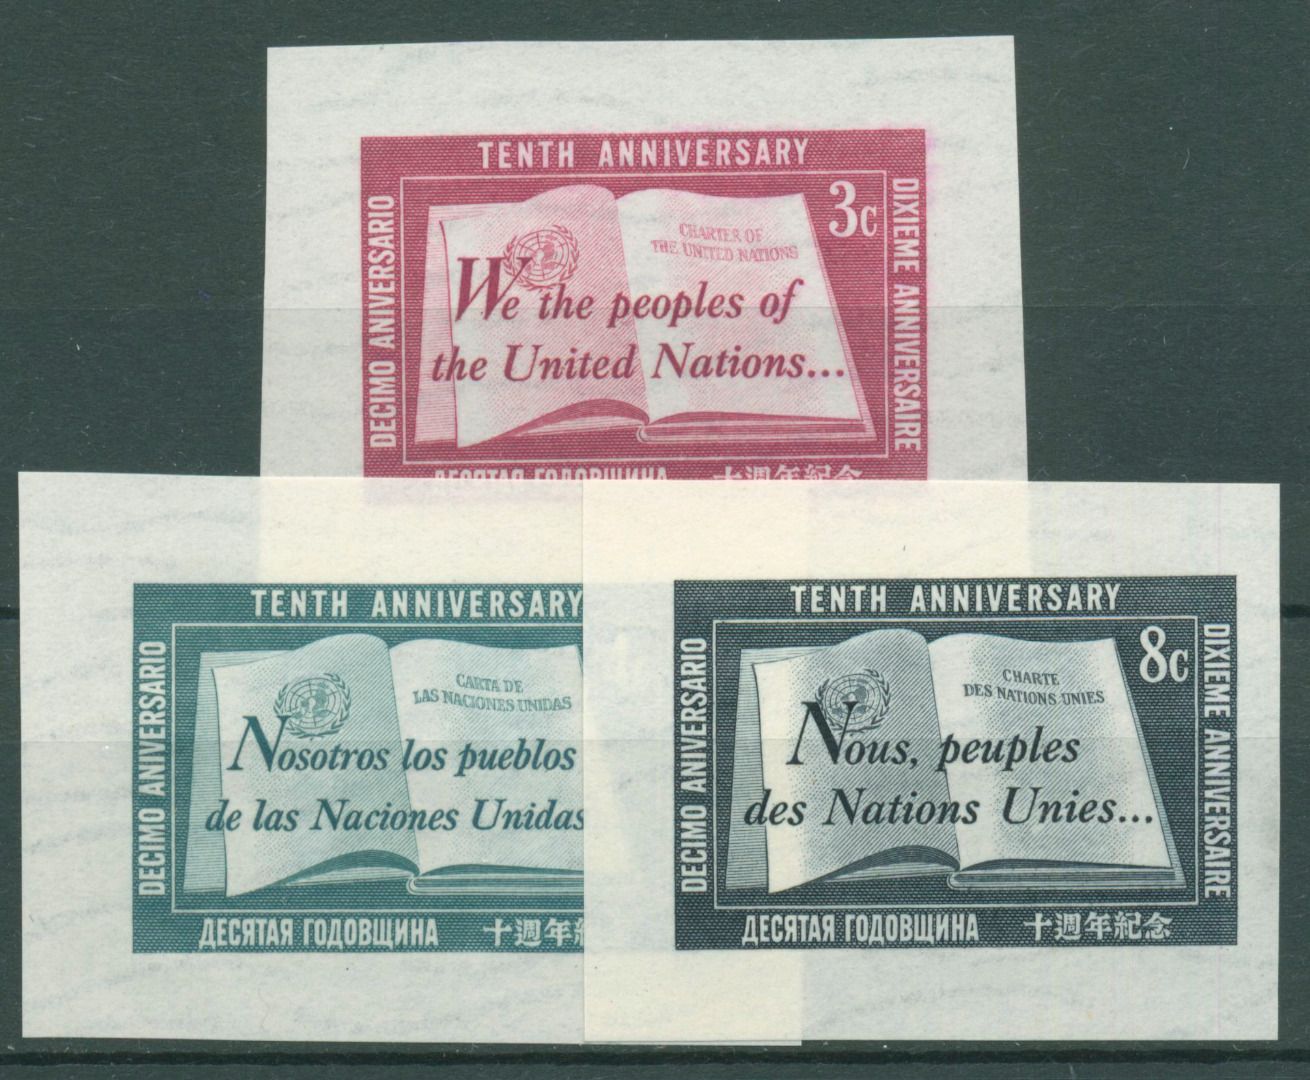 TENTH ANNIVERSARY
DECIMO ANIVERSARIO
3c
DIXIEME ANNIVERSAIRE
CHARTER OF
THE UNITED NATIONS
We the peoples of
the United Nations...
ДЕСЯТАЯ ГОДОВЩИНА 十週年紀念
TENTH ANNIVERSARY
DECIMO ANIVERSARIO
CARTA DE
LAS NACIONES UNIDAS
Nosotros los pueblos
de las Naciones Unidas
ДЕСЯТАЯ ГОДОВЩИНА 十週年
TENTH ANNIVERSARY
DECIMO ANIVERSARIO
8c
DIXIEME ANNIVERSAIRE
CHARTE
DES NATIONS UNIES
Nous, peuples
des Nations Unies...
ДЕСЯТАЯ ГОДОВЩИНА 十週年紀念